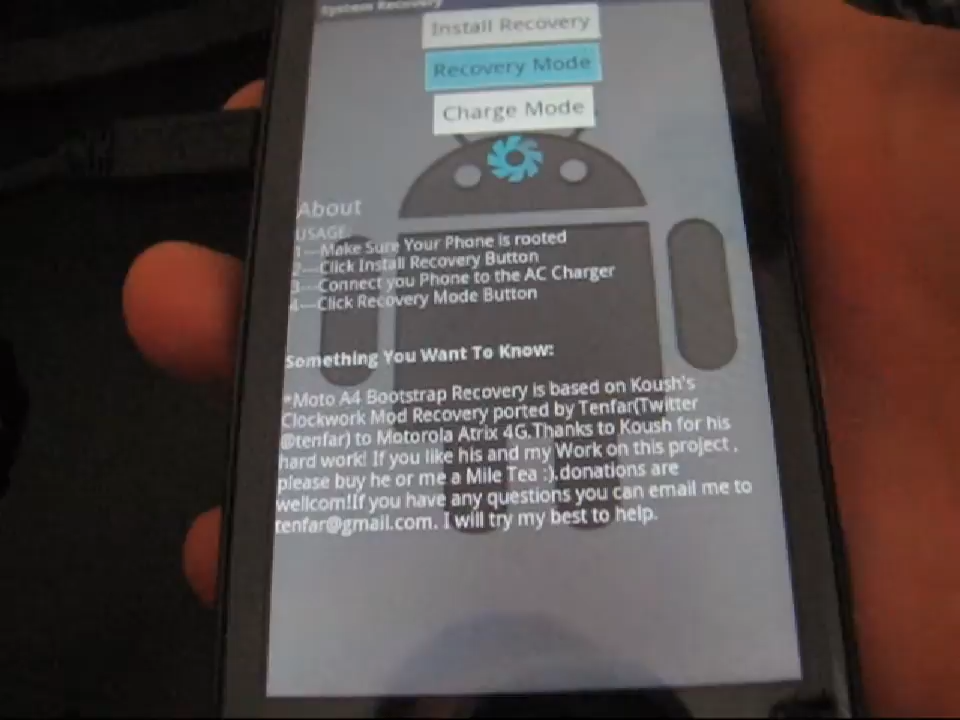 System Recovery
Install Recovery
Recovery Mode
Charge Mode
About
USAGE:
1---Make Sure Your Phone is rooted
2---Click Install Recovery Button
3---Connect you Phone to the AC Charger
4---Click Recovery Mode Button
Something You Want To Know:
*Moto A4 Bootstrap Recovery is based on Koush's
Clockwork Mod Recovery ported by Tenfar(Twitter
@tenfar) to Motorola Atrix 4G.Thanks to Koush for his
hard work! If you like his and my Work on this project ,
please buy he or me a Mile Tea :).donations are
wellcom!If you have any questions you can email me to
tenfar@gmail.com. I will try my best to help.